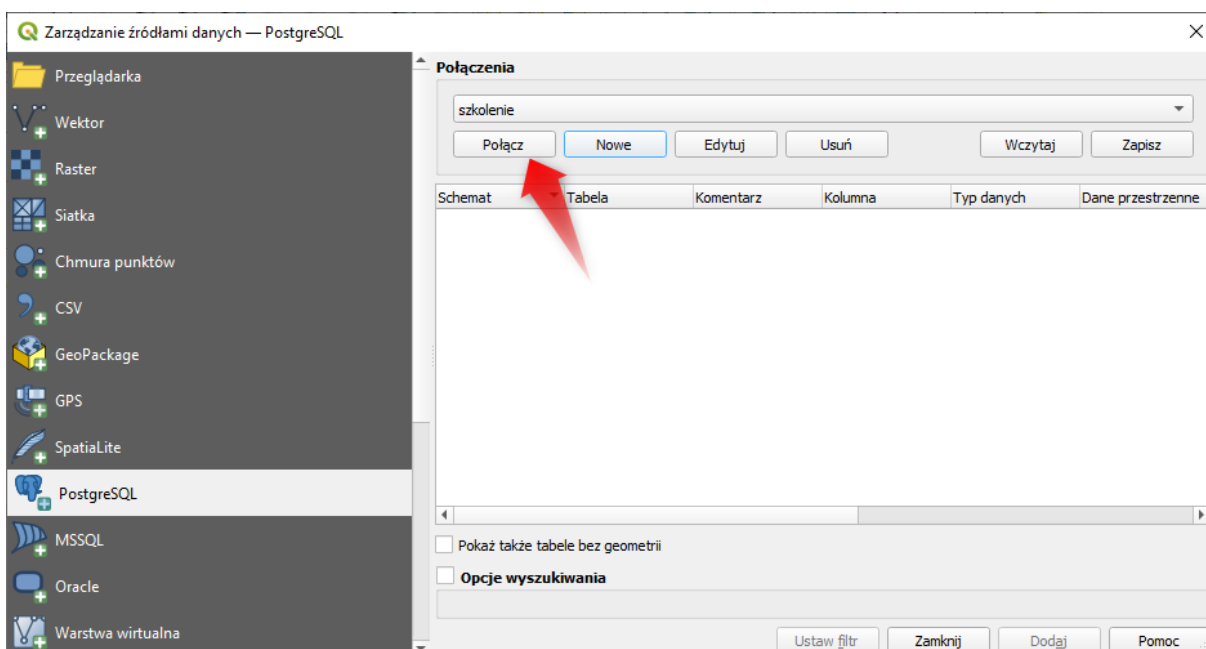 Zarządzanie źródłami danych — PostgreSQL
Przeglądarka
Wektor
Raster
Siatka
Chmura punktów
CSV
GeoPackage
GPS
SpatiaLite
PostgreSQL
MSSQL
Oracle
Warstwa wirtualna
Połączenia
szkolenie
Połącz Nowe Edytuj Usuń Wczytaj Zapisz
Schemat Tabela Komentarz Kolumna Typ danych Dane przestrzenne
Pokaż także tabele bez geometrii
Opcje wyszukiwania
Ustaw filtr Zamknij Dodaj Pomoc